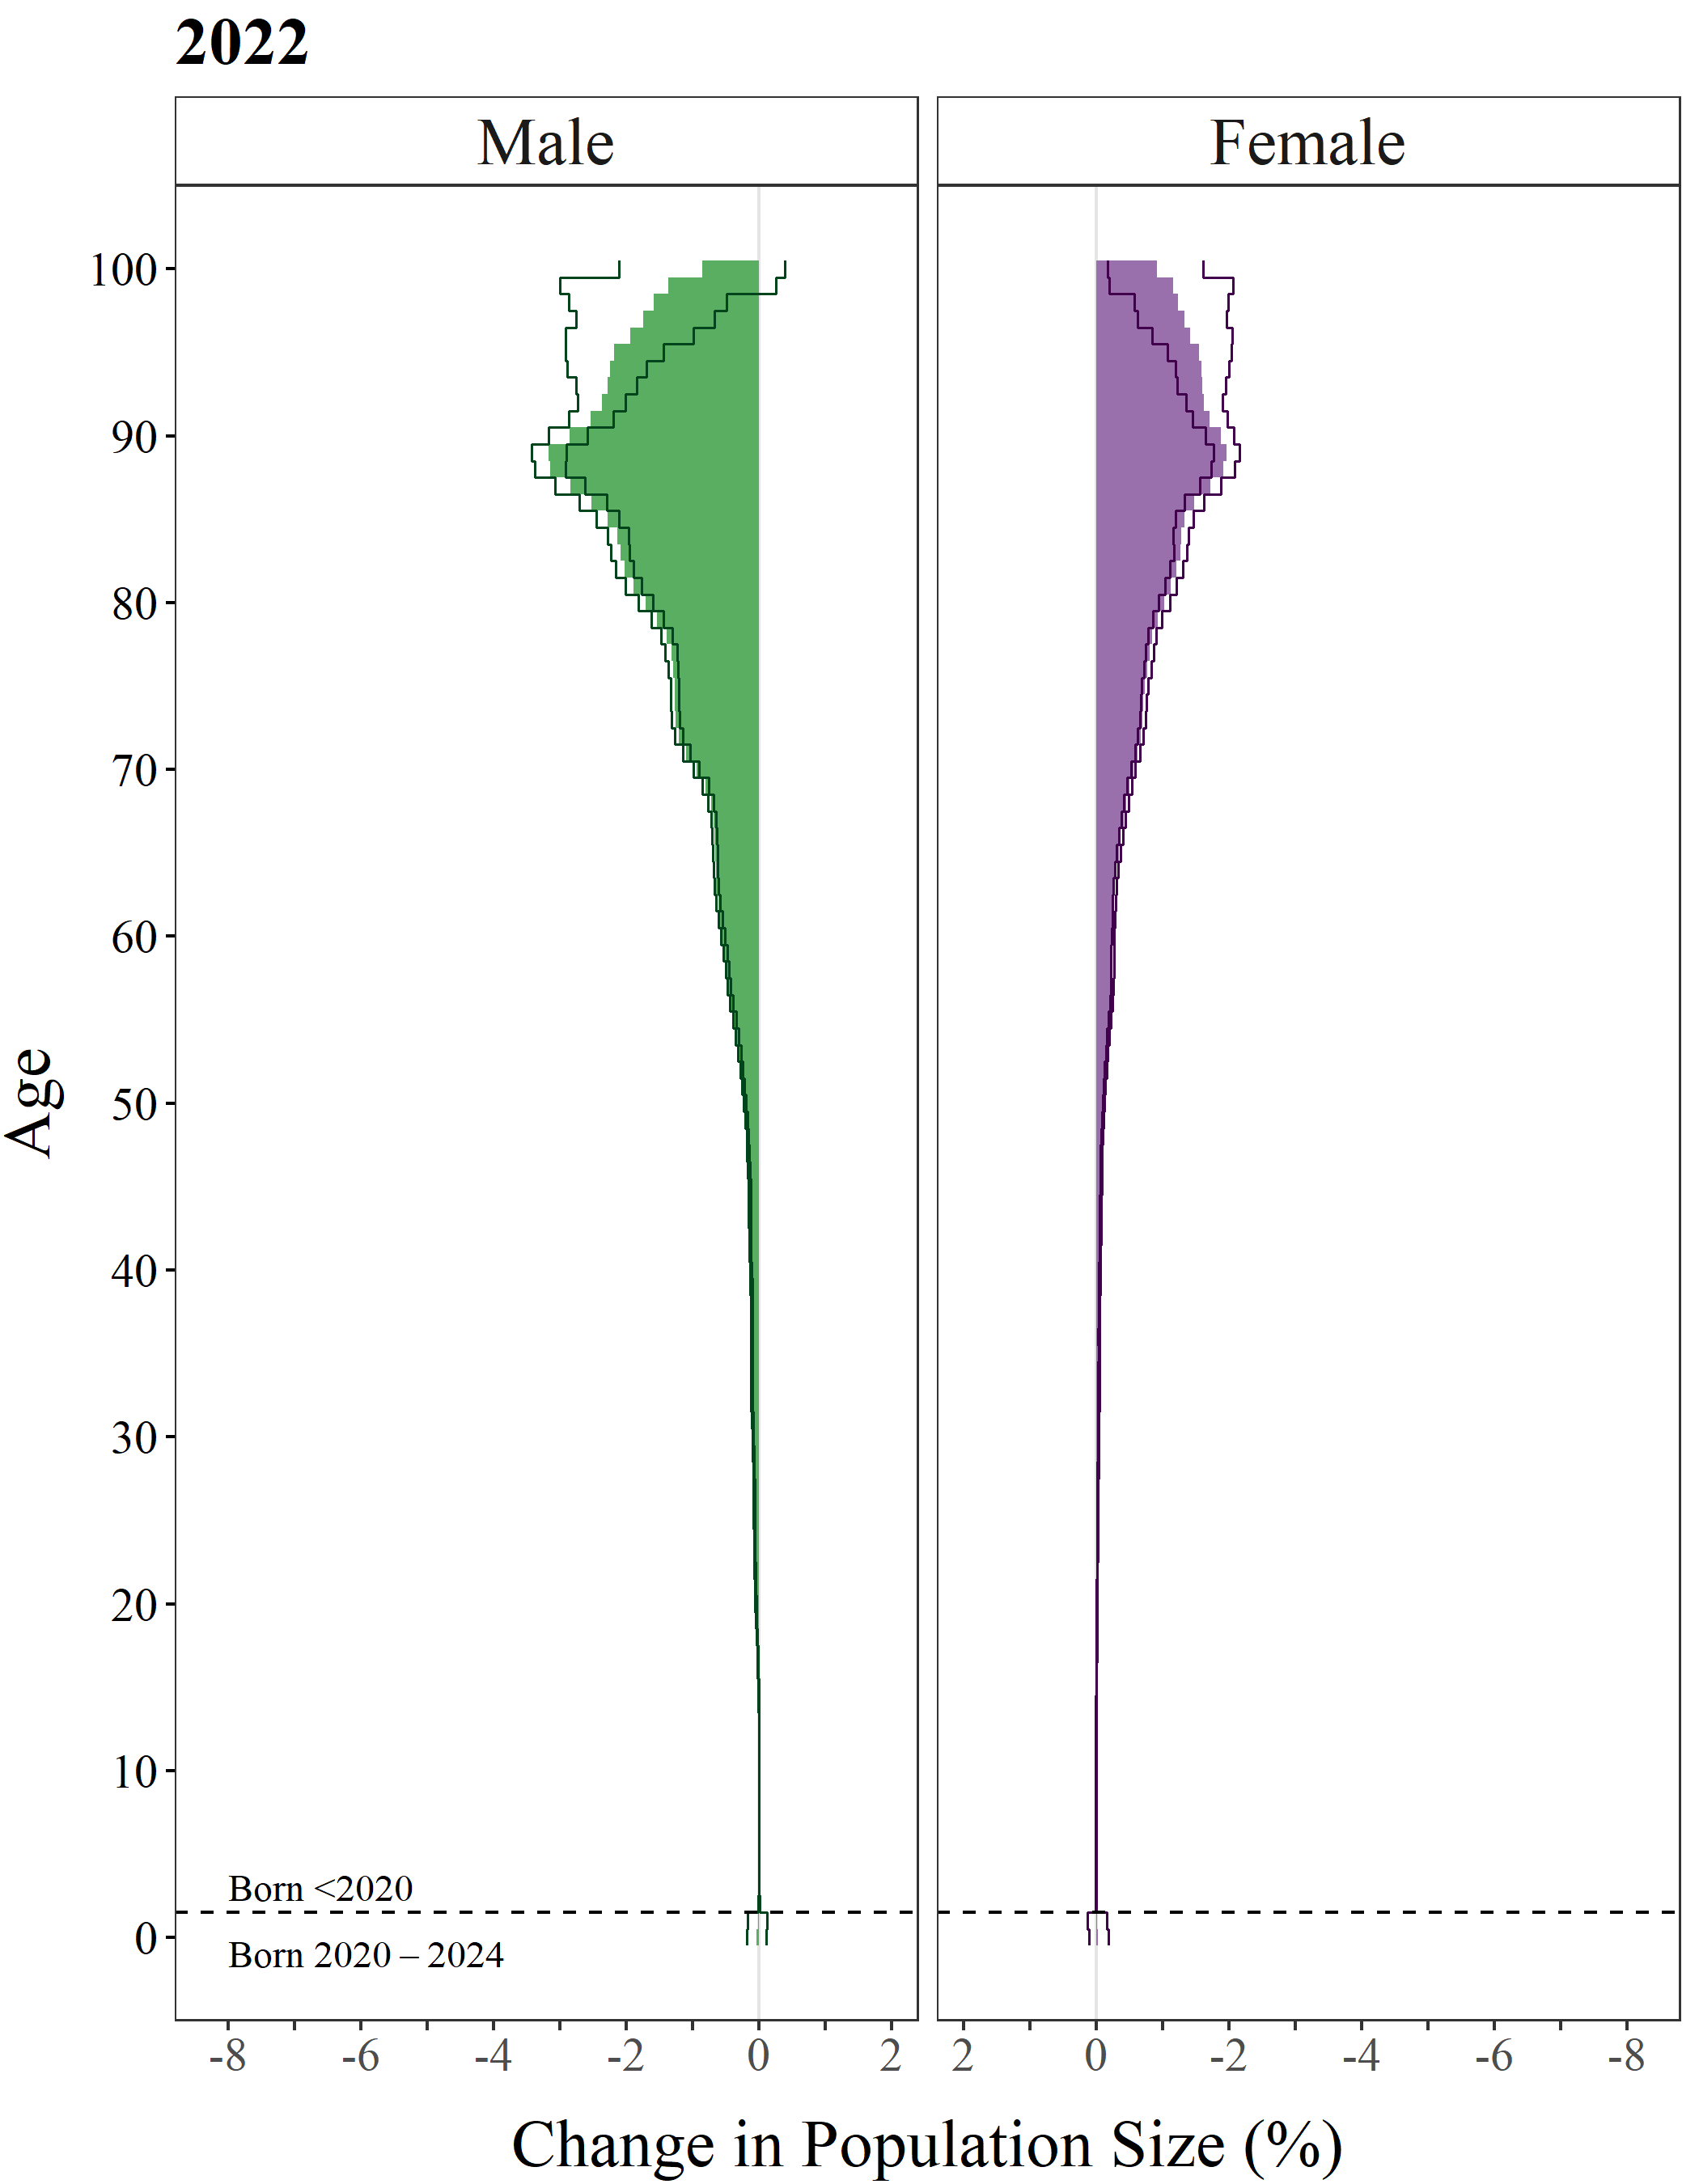 2022
Male
Female
100
90
80
70
60
50
40
30
20
10
0
Age
Born <2020
Born 2020 – 2024
-8 -6 -4 -2 0 2
2 0 -2 -4 -6 -8
Change in Population Size (%)